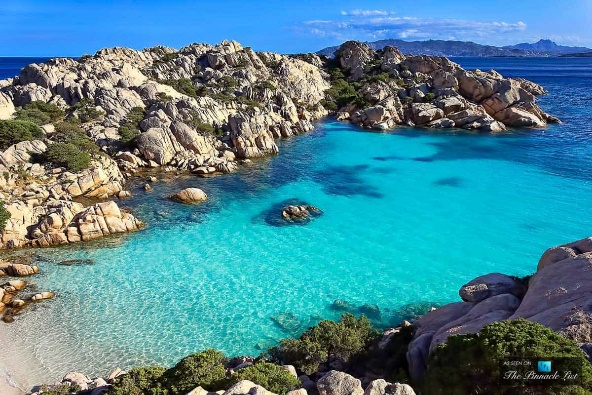 AS SEEN ON
The Pinnacle List